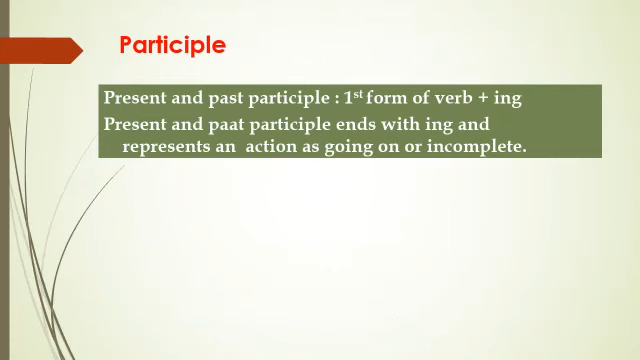 Participle
Present and past participle : 1st form of verb + ing
Present and paat participle ends with ing and
represents an action as going on or incomplete.